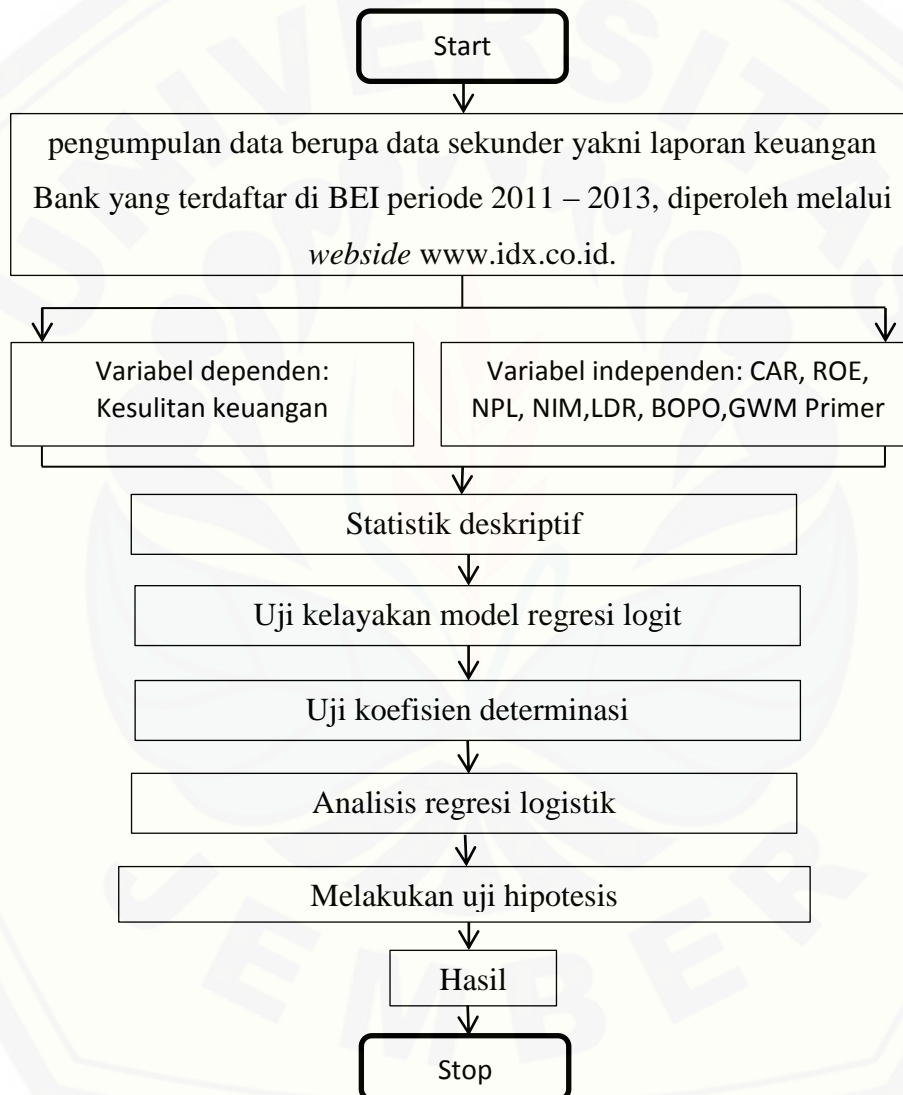 Start
pengumpulan data berupa data sekunder yakni laporan keuangan
Bank yang terdaftar di BEI periode 2011 – 2013, diperoleh melalui
webside www.idx.co.id.
Variabel dependen:
Kesulitan keuangan
Variabel independen: CAR, ROE,
NPL, NIM,LDR, BOPO,GWM Primer
Statistik deskriptif
Uji kelayakan model regresi logit
Uji koefisien determinasi
Analisis regresi logistik
Melakukan uji hipotesis
Hasil
Stop
UNIVERSITAS
JEMBER